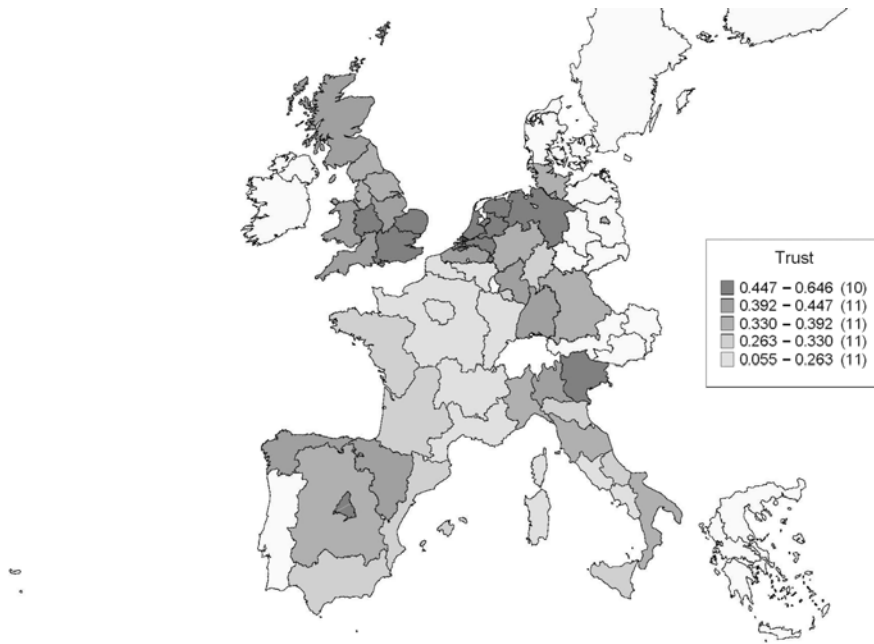 Trust
0.447 – 0.646 (10)
0.392 – 0.447 (11)
0.330 – 0.392 (11)
0.263 – 0.330 (11)
0.055 – 0.263 (11)